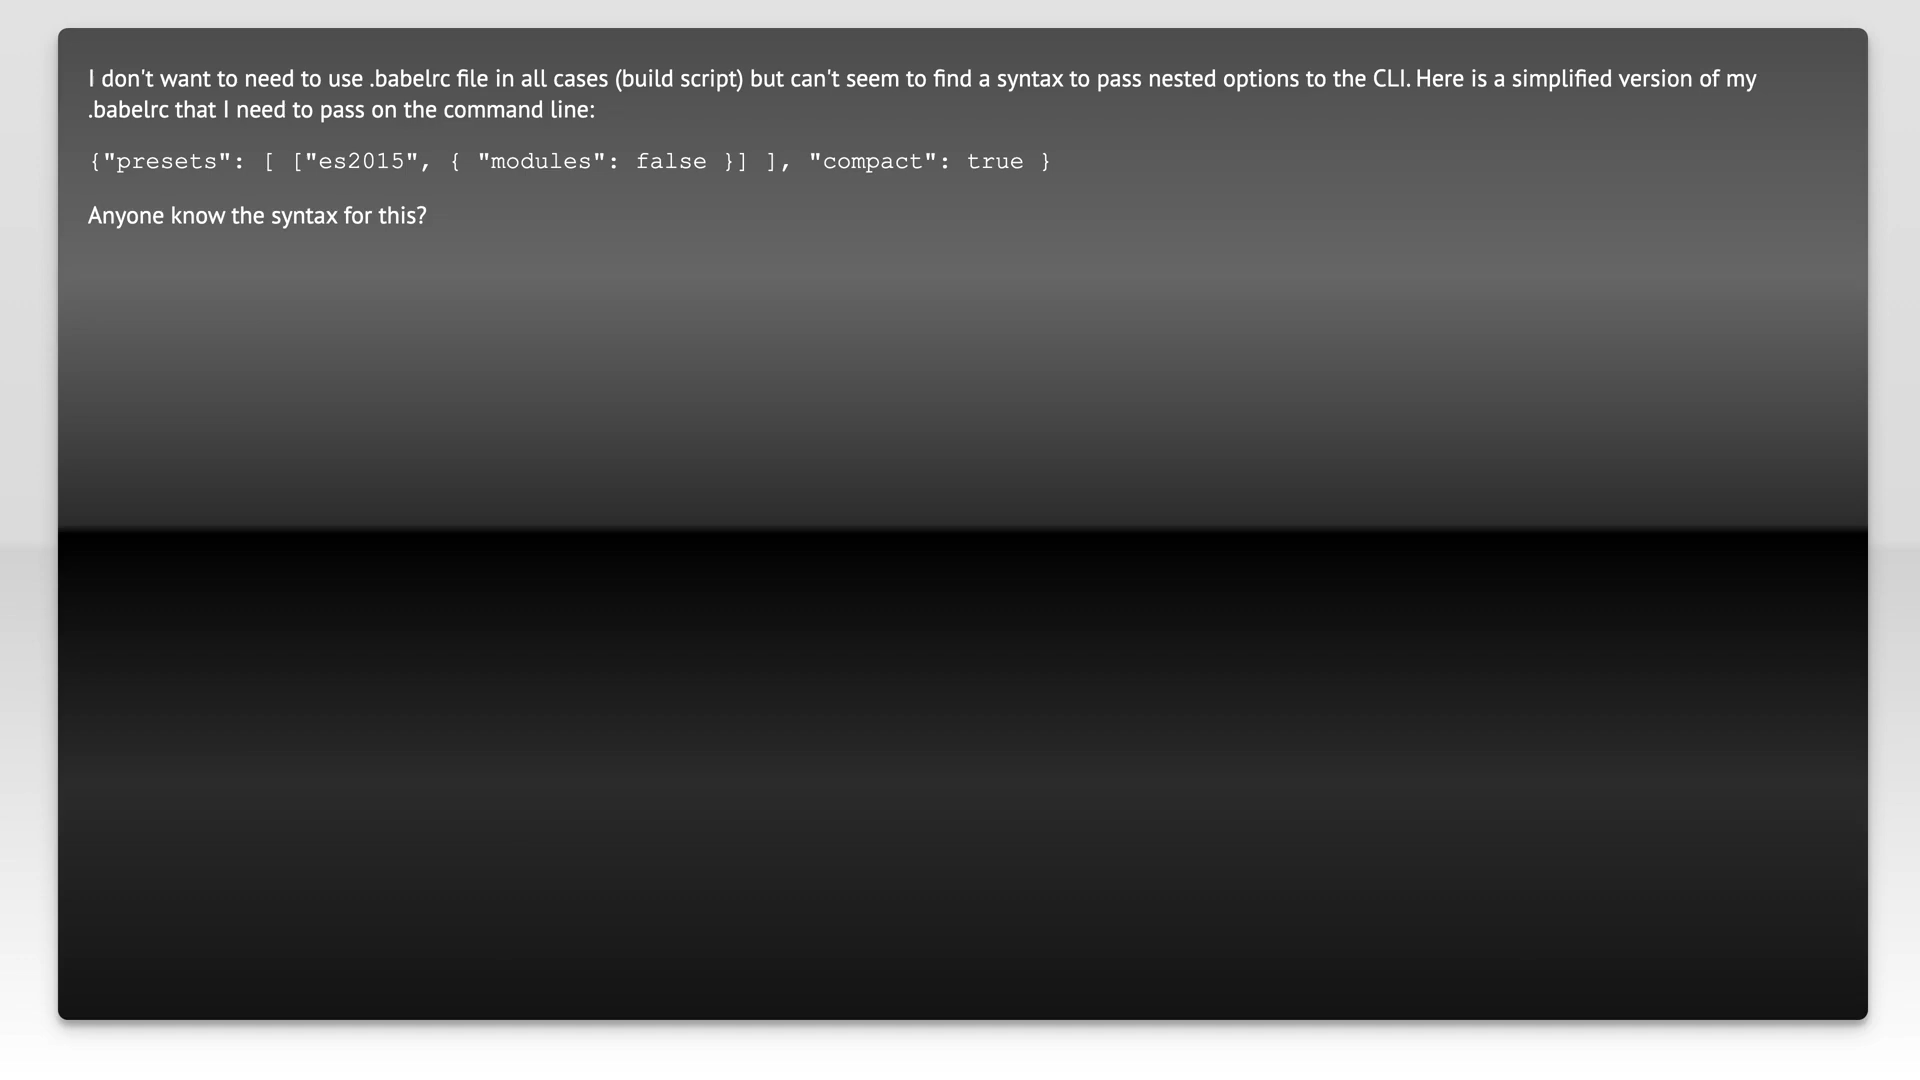 I don't want to need to use .babelrc file in all cases (build script) but can't seem to find a syntax to pass nested options to the CLI. Here is a simplified version of my
.babelrc that I need to pass on the command line:
{"presets": [ ["es2015", { "modules": false }] ], "compact": true }
Anyone know the syntax for this?